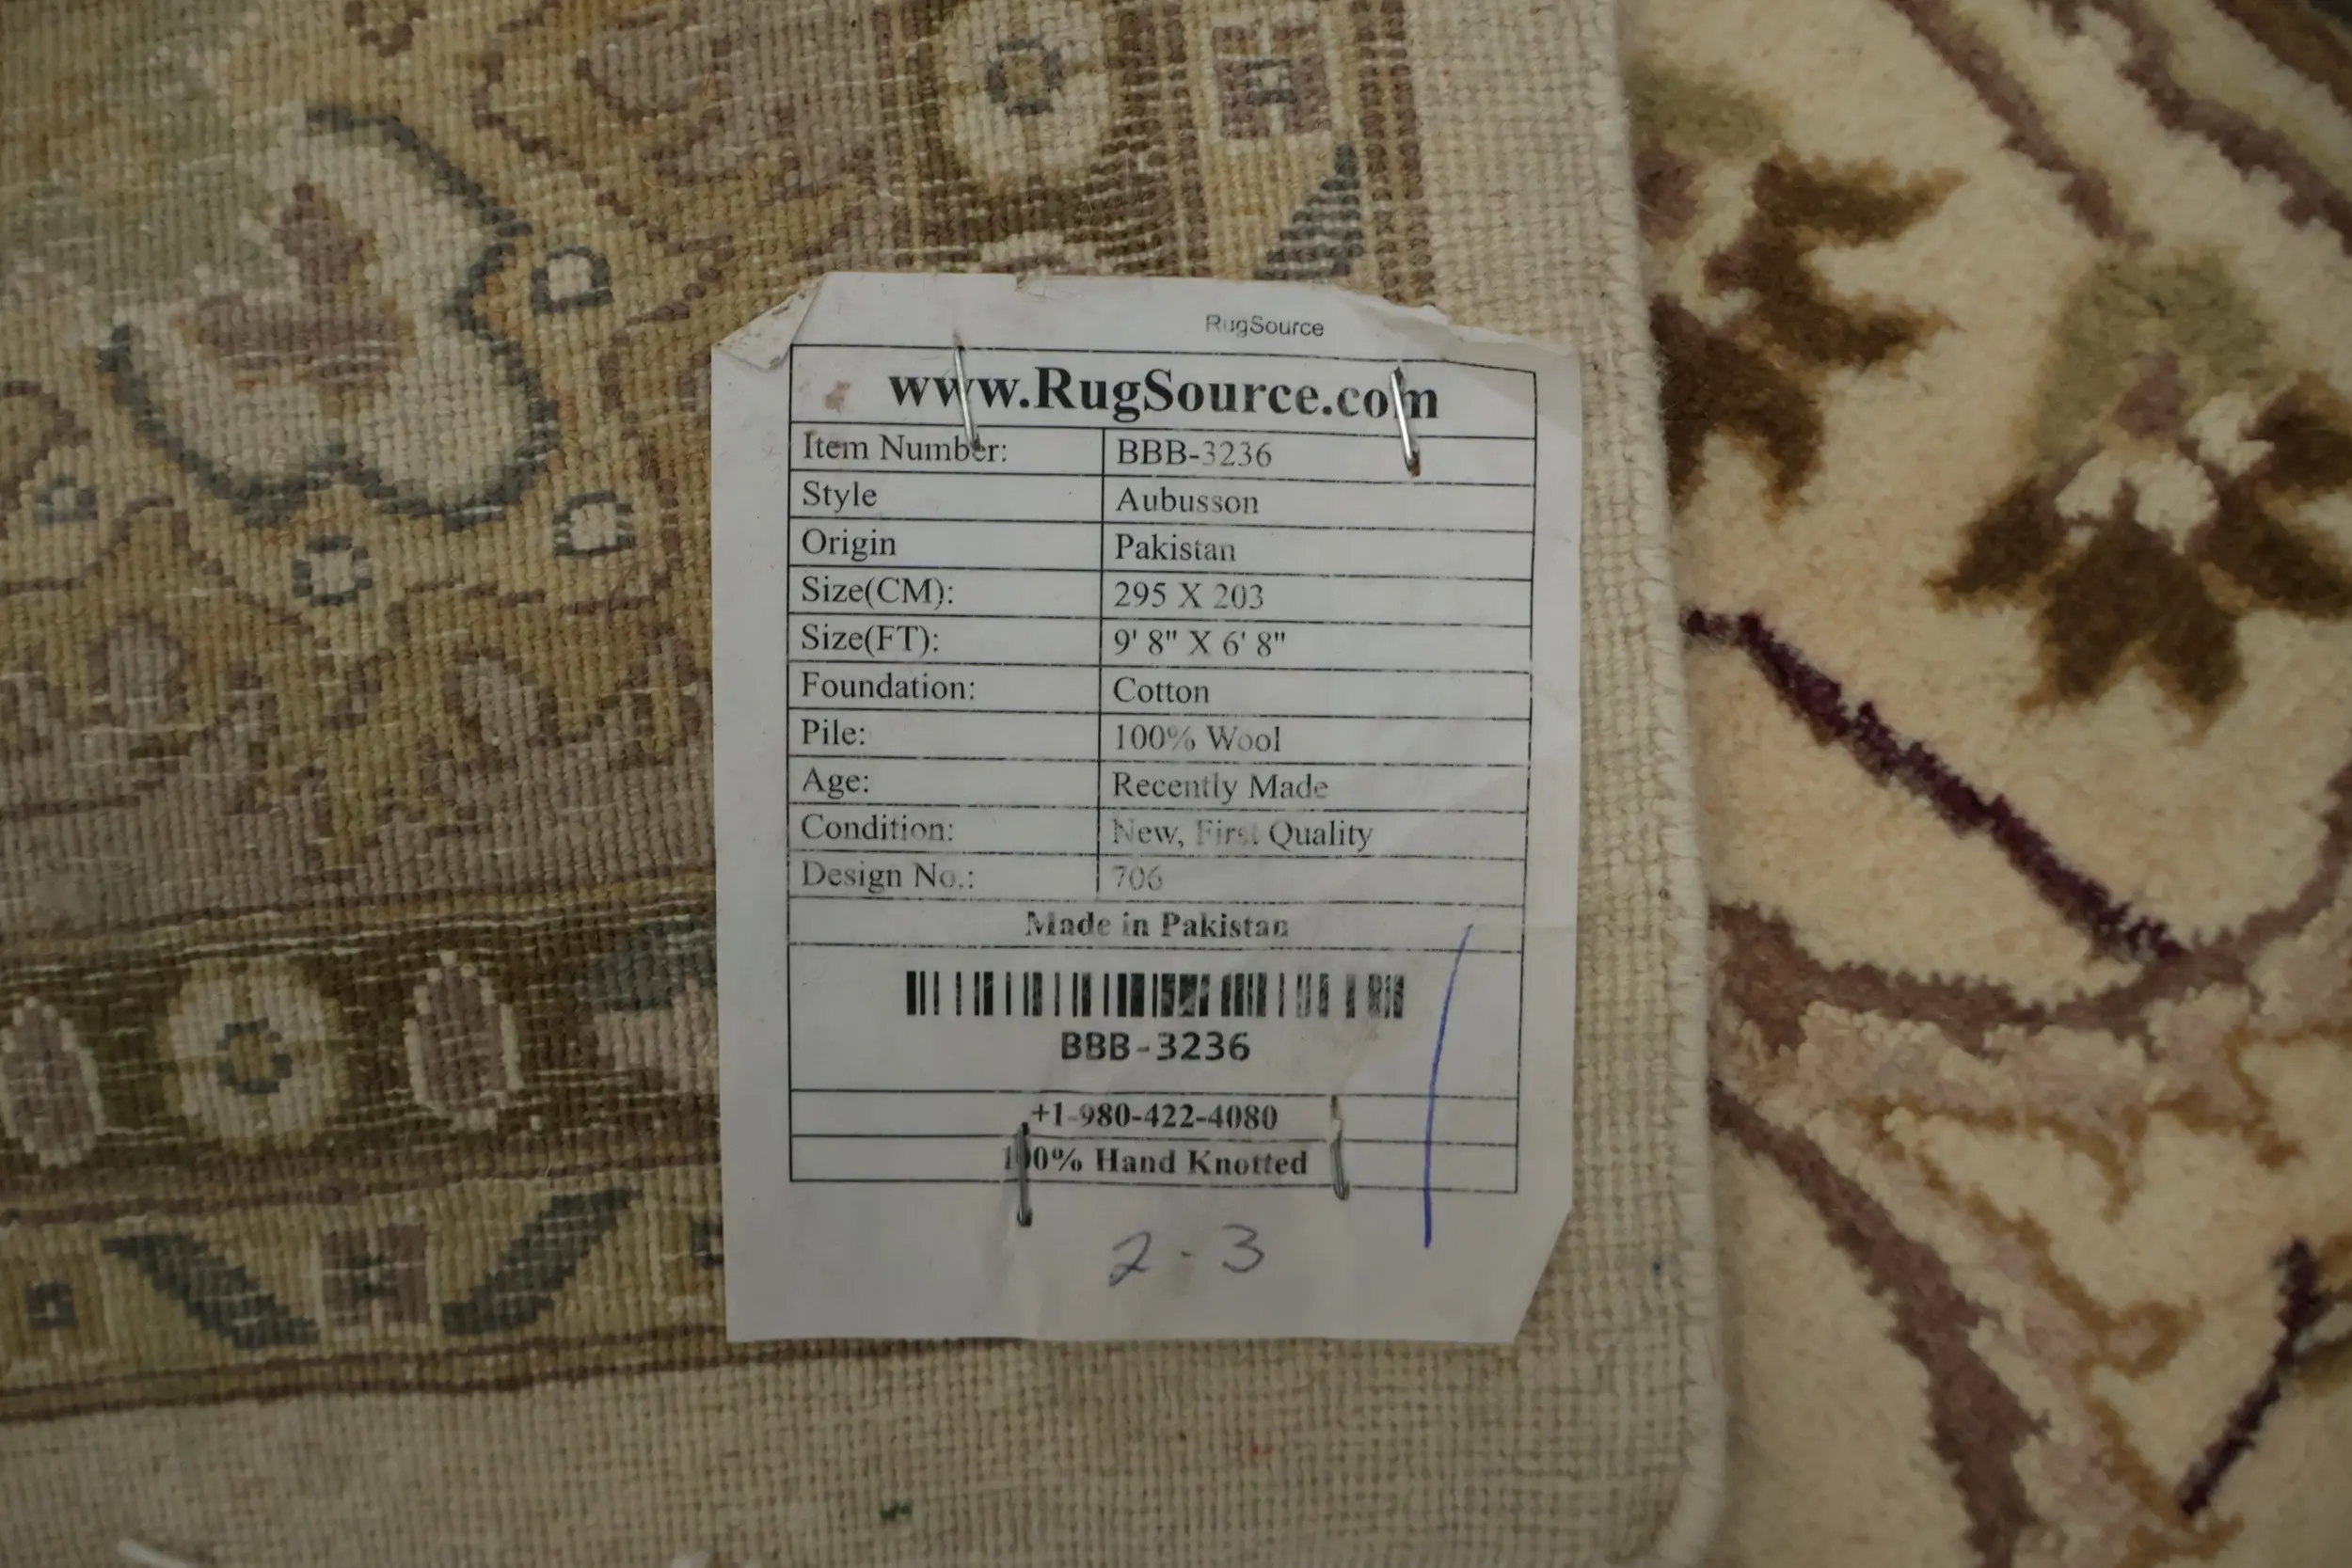 RugSource
www.RugSource.com
Item Number: BBB-3236
Style Aubusson
Origin Pakistan
Size(CM): 295 X 203
Size(FT): 9' 8" X 6' 8"
Foundation: Cotton
Pile: 100% Wool
Age: Recently Made
Condition: New, First Quality
Design No.: 706
Made in Pakistan
BBB-3236
+1-980-422-4080
100% Hand Knotted
2-3